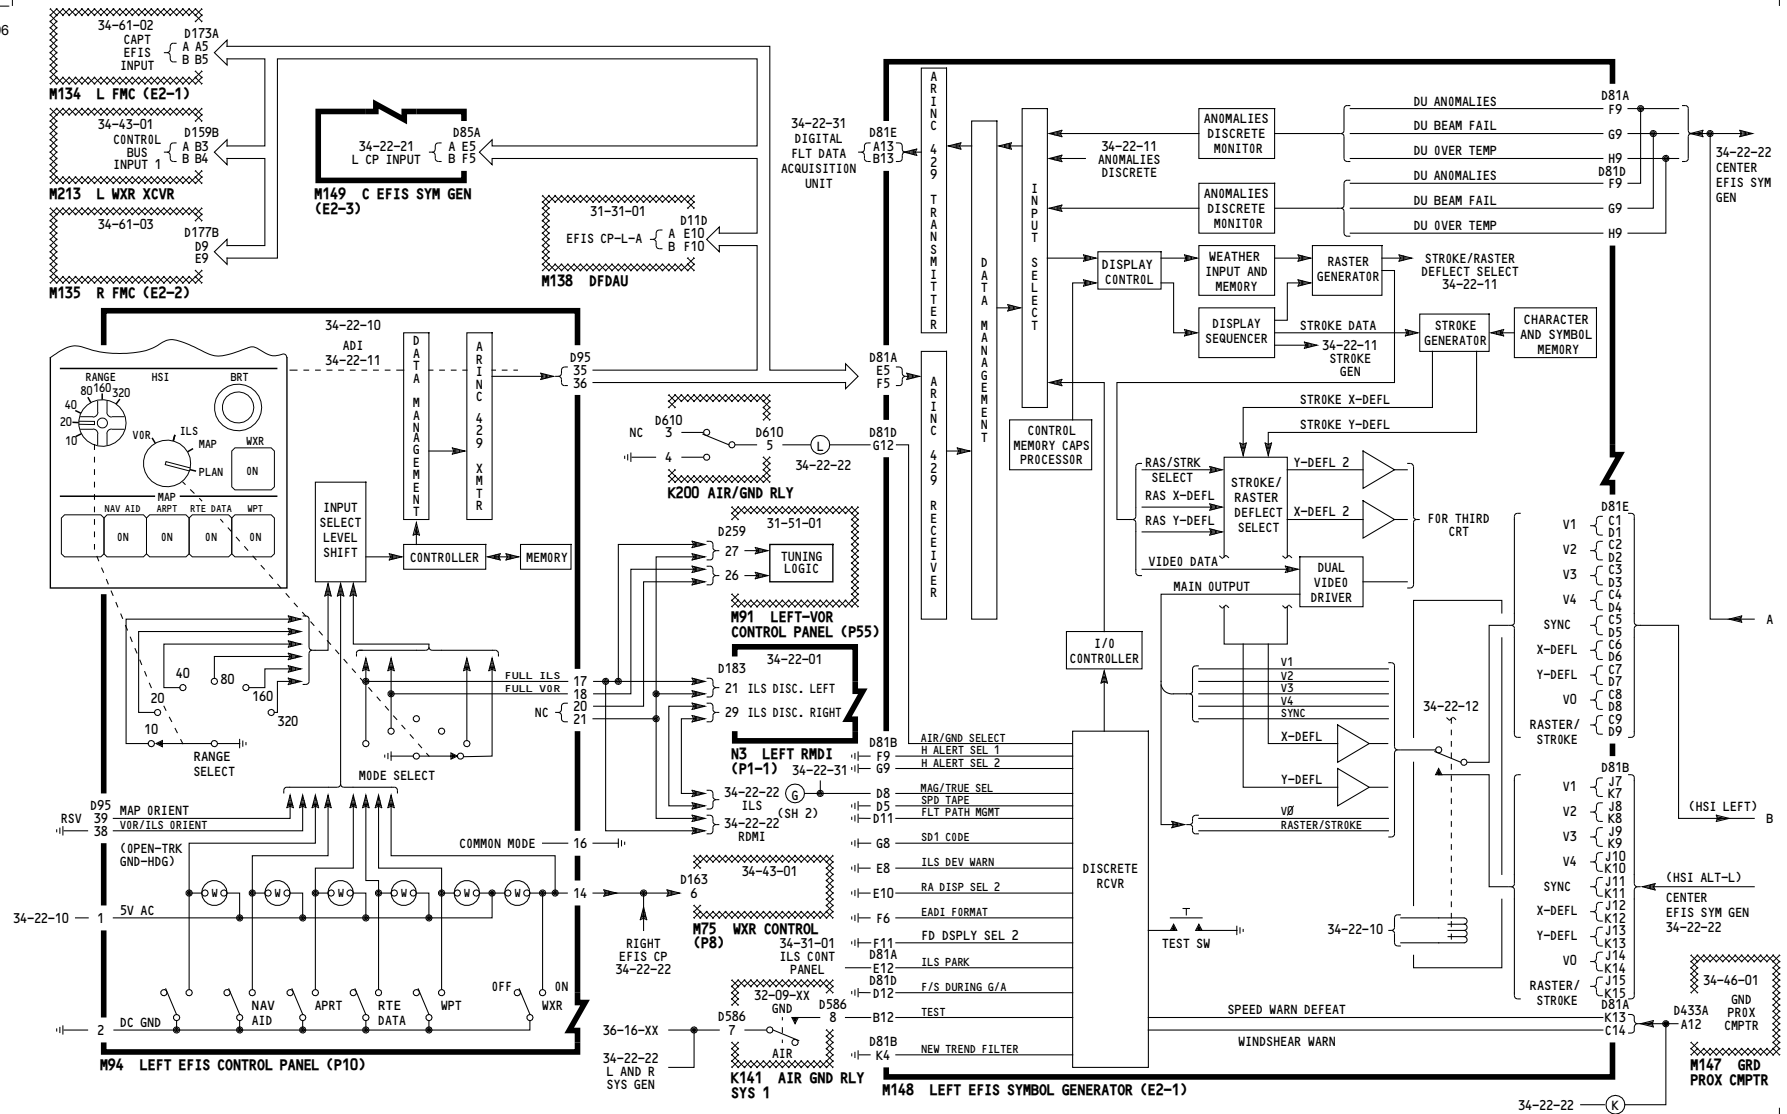 96
34-61-02
CAPT
EFIS
INPUT
D173A
A A5
B B5
M134 L FMC (E2-1)
34-43-01
CONTROL
BUS
INPUT 1
D159B
A B3
B B4
M213 L WXR XCVR
34-61-03
D177B
D9
E9
M135 R FMC (E2-2)
34-22-21
L CP INPUT
D85A
A E5
B F5
M149 C EFIS SYM GEN
(E2-3)
31-31-01
EFIS CP-L-A
D11D
A E10
B F10
M138 DFDAU
34-22-31
DIGITAL
FLT DATA
ACQUISITION
UNIT
D81E
A13
B13
34-22-10
ADI
34-22-11
RANGE
HSI
BRT
10
20
40
80
160
320
VOR
ILS
MAP
PLAN
WXR
ON
MAP
NAV AID
ARPT
RTE DATA
WPT
ON
ON
ON
ON
DATA MANAGEMENT
ARINC 429 XMTR
INPUT
SELECT
LEVEL
SHIFT
CONTROLLER
MEMORY
D95
35
36
10
20
40
80
160
320
RANGE
SELECT
MODE SELECT
FULL ILS
17
FULL VOR
18
NC
20
21
D95
RSV 39
MAP ORIENT
38
VOR/ILS ORIENT
(OPEN-TRK
GND-HDG)
COMMON MODE
16
W
W
W
W
W
W
14
34-22-10
1
5V AC
NAV
AID
APRT
RTE
DATA
WPT
OFF
ON
WXR
2
DC GND
M94 LEFT EFIS CONTROL PANEL (P10)
D610
NC
3
4
D610
5
L
34-22-22
D81D
G12
K200 AIR/GND RLY
31-51-01
D259
27
26
TUNING
LOGIC
M91 LEFT-VOR
CONTROL PANEL (P55)
34-22-01
D183
21 ILS DISC. LEFT
29 ILS DISC. RIGHT
N3 LEFT RMDI
(P1-1)
34-22-31
34-22-22
ILS
G
(SH 2)
34-22-22
RDMI
34-43-01
D163
6
M75 WXR CONTROL
(P8)
RIGHT
EFIS CP
34-22-22
34-31-01
ILS CONT
PANEL
32-09-XX
GND
D586
8
D586
7
AIR
K141 AIR GND RLY
SYS 1
36-16-XX
34-22-22
L AND R
SYS GEN
ARINC 429 TRANSMITTER
D81A
E5
F5
ARINC 429 RECEIVER
DATA MANAGEMENT
INPUT SELECT
34-22-11
ANOMALIES
DISCRETE
ANOMALIES
DISCRETE
MONITOR
ANOMALIES
DISCRETE
MONITOR
DU ANOMALIES
DU BEAM FAIL
DU OVER TEMP
DU ANOMALIES
DU BEAM FAIL
DU OVER TEMP
D81A
F9
G9
H9
D81D
F9
G9
H9
34-22-22
CENTER
EFIS SYM
GEN
DISPLAY
CONTROL
WEATHER
INPUT AND
MEMORY
RASTER
GENERATOR
STROKE/RASTER
DEFLECT SELECT
34-22-11
DISPLAY
SEQUENCER
STROKE DATA
34-22-11
STROKE
GEN
STROKE
GENERATOR
CHARACTER
AND SYMBOL
MEMORY
STROKE X-DEFL
STROKE Y-DEFL
CONTROL
MEMORY CAPS
PROCESSOR
RAS/STRK
SELECT
RAS X-DEFL
RAS Y-DEFL
VIDEO DATA
STROKE/
RASTER
DEFLECT
SELECT
Y-DEFL 2
X-DEFL 2
FOR THIRD
CRT
DUAL
VIDEO
DRIVER
MAIN OUTPUT
I/O
CONTROLLER
V1
V2
V3
V4
SYNC
X-DEFL
Y-DEFL
VØ
RASTER/STROKE
34-22-12
34-22-10
DISCRETE
RCVR
TEST SW
D81B
F9
AIR/GND SELECT
H ALERT SEL 1
G9
H ALERT SEL 2
D8
MAG/TRUE SEL
D5
SPD TAPE
D11
FLT PATH MGMT
G8
SD1 CODE
E8
ILS DEV WARN
E10
RA DISP SEL 2
F6
EADI FORMAT
F11
FD DSPLY SEL 2
D81A
E12
ILS PARK
D81D
D12
F/S DURING G/A
B12
TEST
D81B
K4
NEW TREND FILTER
SPEED WARN DEFEAT
WINDSHEAR WARN
D81E
V1 C1 D1
V2 C2 D2
V3 C3 D3
V4 C4 D4
SYNC C5 D5
X-DEFL C6 D6
Y-DEFL C7 D7
V0 C8 D8
RASTER/
STROKE C9 D9
D81B
V1 J7 K7
V2 J8 K8
V3 J9 K9
V4 J10 K10
SYNC J11 K11
X-DEFL J12 K12
Y-DEFL J13 K13
V0 J14 K14
RASTER/
STROKE J15 K15
D81A
K13
C14
A
(HSI LEFT)
B
(HSI ALT-L)
CENTER
EFIS SYM GEN
34-22-22
34-46-01
GND
PROX
CMPTR
D433A
A12
M147 GRD
PROX CMPTR
34-22-22
K
M148 LEFT EFIS SYMBOL GENERATOR (E2-1)